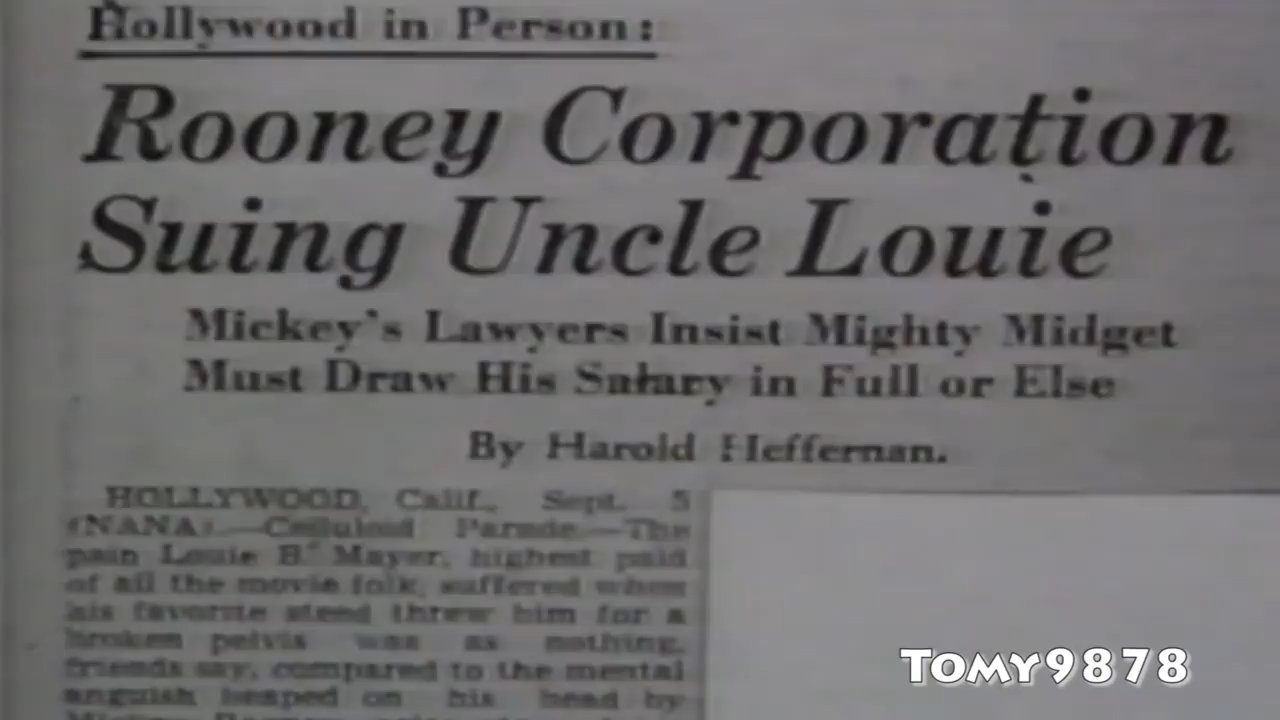 Hollywood in Person:
Rooney Corporation
Suing Uncle Louie
Mickey's Lawyers Insist Mighty Midget
Must Draw His Salary in Full or Else
By Harold Heffernan.
HOLLYWOOD, Calif., Sept. 5
(NANA).—Celluloid Parade.—The
pain Louie B. Mayer, highest paid
of all the movie folk, suffered when
his favorite steed threw him for a
broken pelvis was as nothing,
friends say, compared to the mental
anguish heaped on his head by
Mickey Rooney
TOMY9878